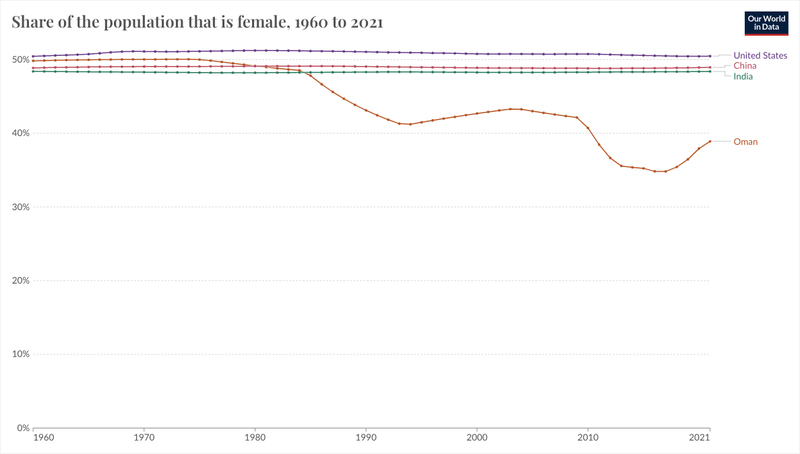 Share of the population that is female, 1960 to 2021
Our World
in Data
50%
40%
30%
20%
10%
0%
1960
1970
1980
1990
2000
2010
2021
United States
China
India
Oman